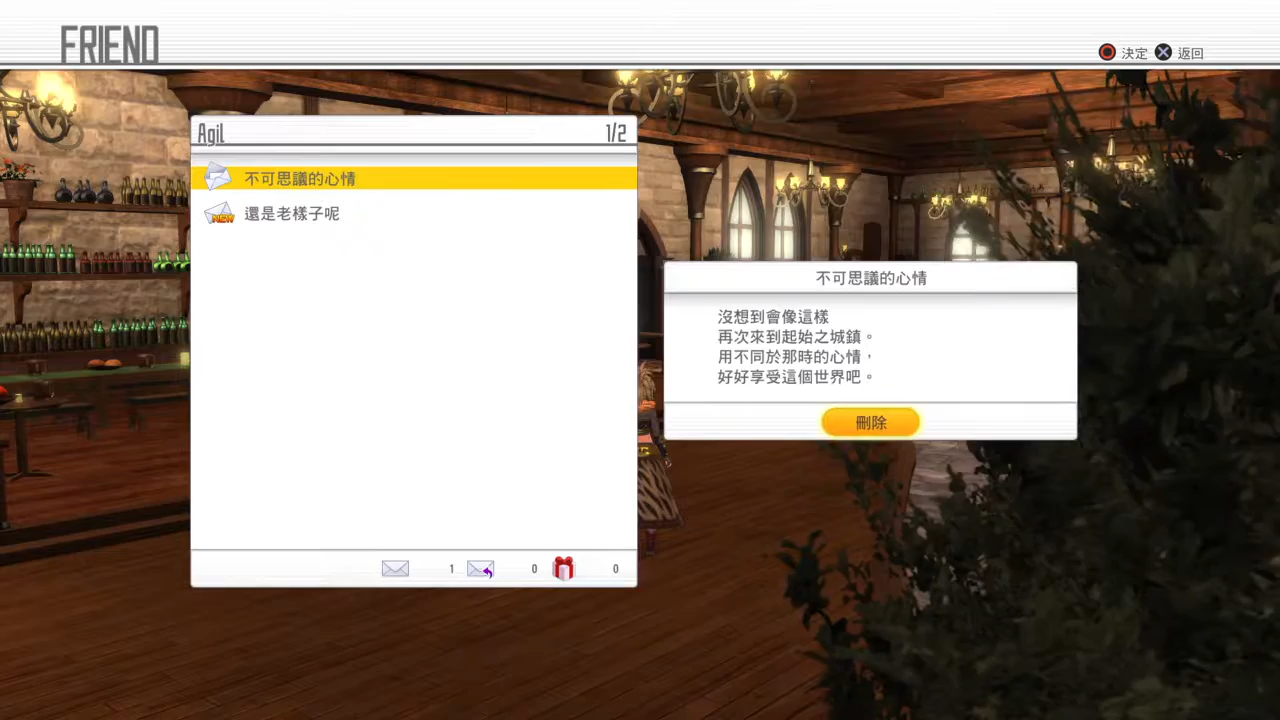 FRIEND
決定 返回
Agil 1/2
不可思議的心情
NEW 還是老樣子呢
不可思議的心情
沒想到會像這樣
再次來到起始之城鎮。
用不同於那時的心情，
好好享受這個世界吧。
刪除
1 0 0